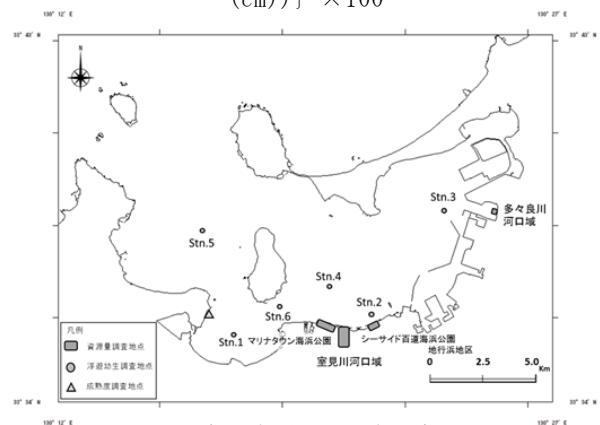 (cm))} ×100
130° 12′ E
130° 27′ E
33° 43′ N
33° 43′ N
N
Stn.3
多々良川
河口域
Stn.5
Stn.4
Stn.6
Stn.2
Stn.1
マリナタウン海浜公園
シーサイド百道海浜公園
地行浜地区
室見川河口域
凡例
資源量調査地点
浮遊幼生調査地点
成熟度調査地点
0 2.5 5.0
Km
33° 34′ N
33° 34′ N
130° 12′ E
130° 27′ E